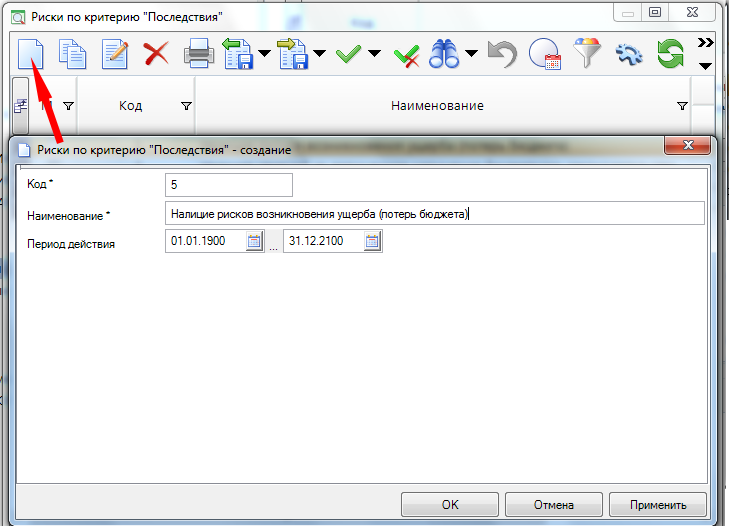 Риски по критерию "Последствия"
Код
Наименование
Риски по критерию "Последствия" - создание
Код *
5
Наименование *
Налицие рисков возникновения ущерба (потерь бюджета)
Период действия
01.01.1900
...
31.12.2100
OK
Отмена
Применить